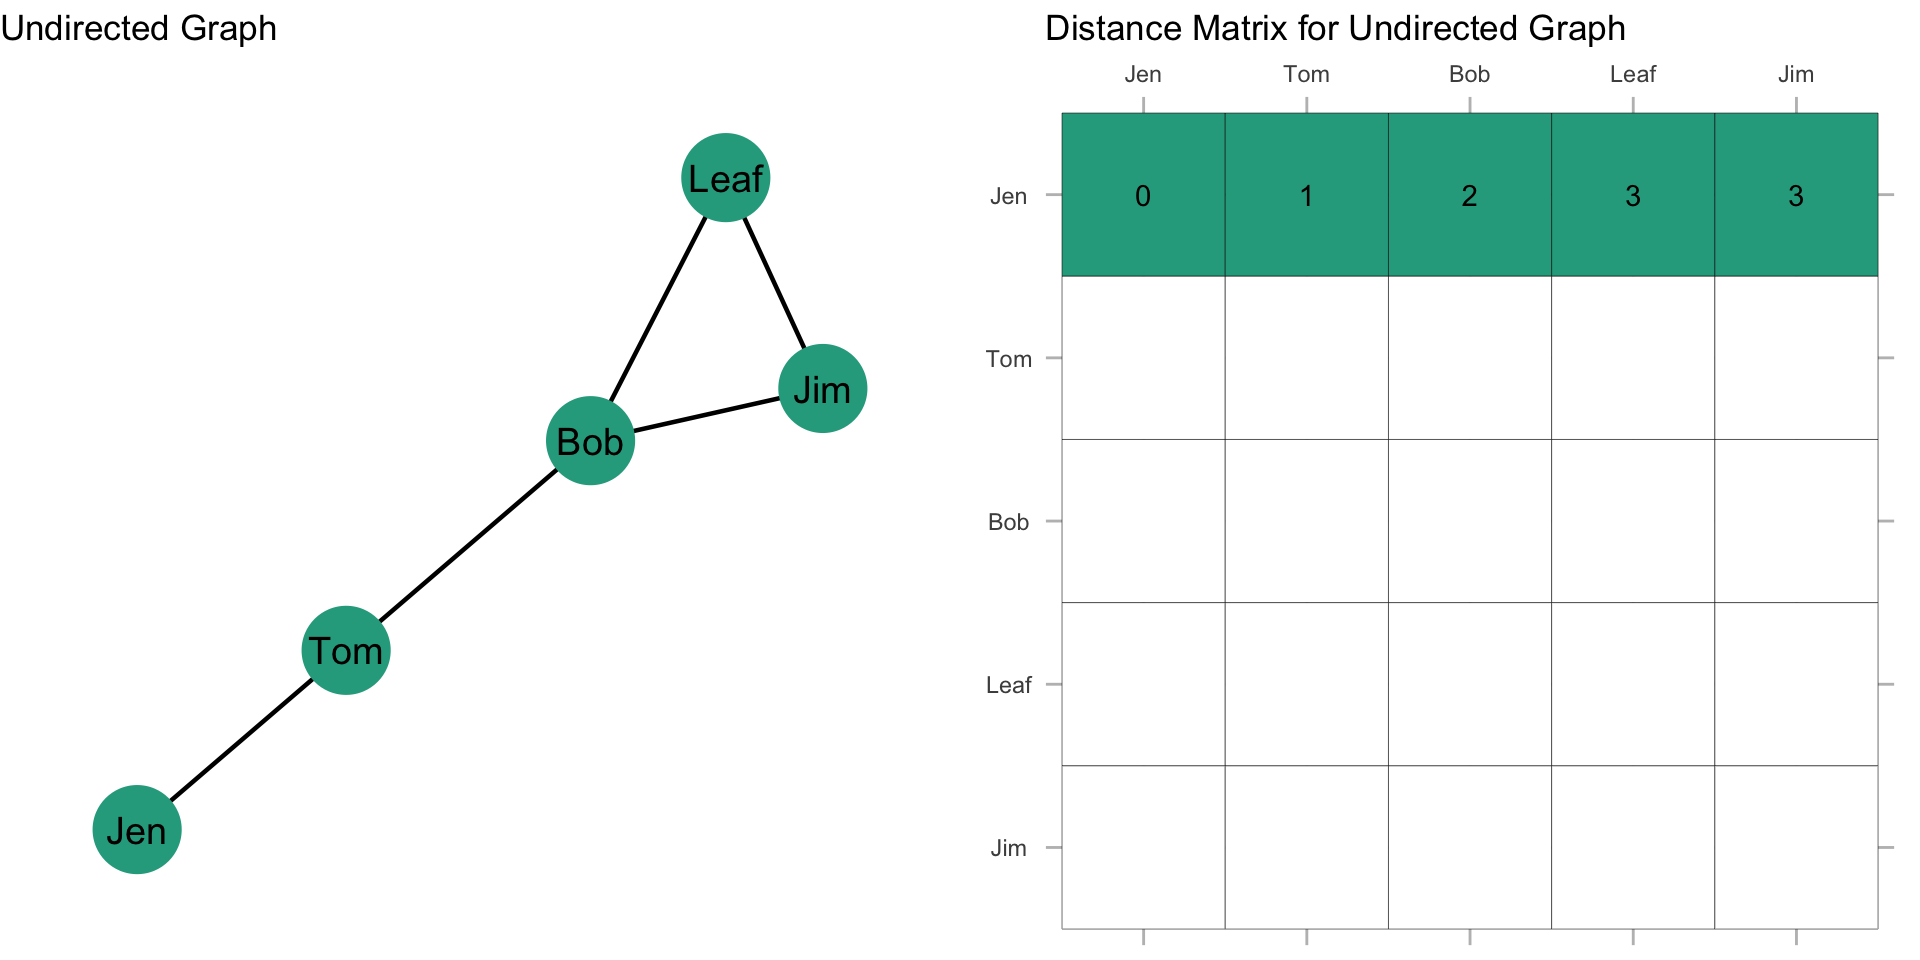 Undirected Graph
Leaf
Jim
Bob
Tom
Jen
Distance Matrix for Undirected Graph
Jen Tom Bob Leaf Jim
Jen 0 1 2 3 3
Tom
Bob
Leaf
Jim